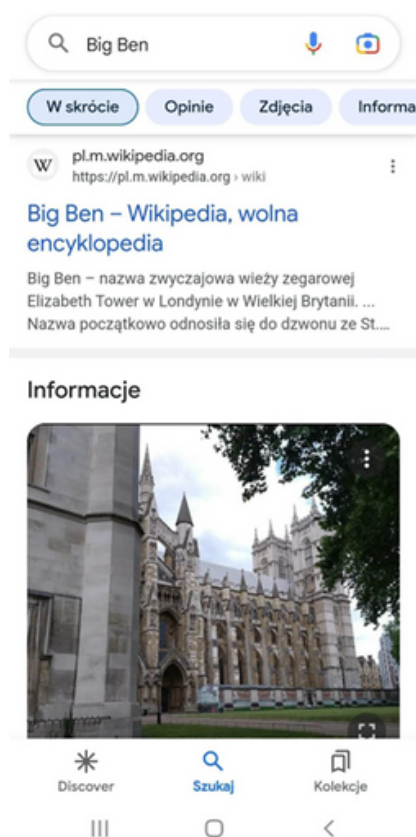 Big Ben
W skrócie Opinie Zdjęcia Informa
W pl.m.wikipedia.org
https://pl.m.wikipedia.org › wiki
Big Ben – Wikipedia, wolna
encyklopedia
Big Ben – nazwa zwyczajowa wieży zegarowej
Elizabeth Tower w Londynie w Wielkiej Brytanii. ...
Nazwa początkowo odnosiła się do dzwonu ze St....
Informacje
Discover Szukaj Kolekcje